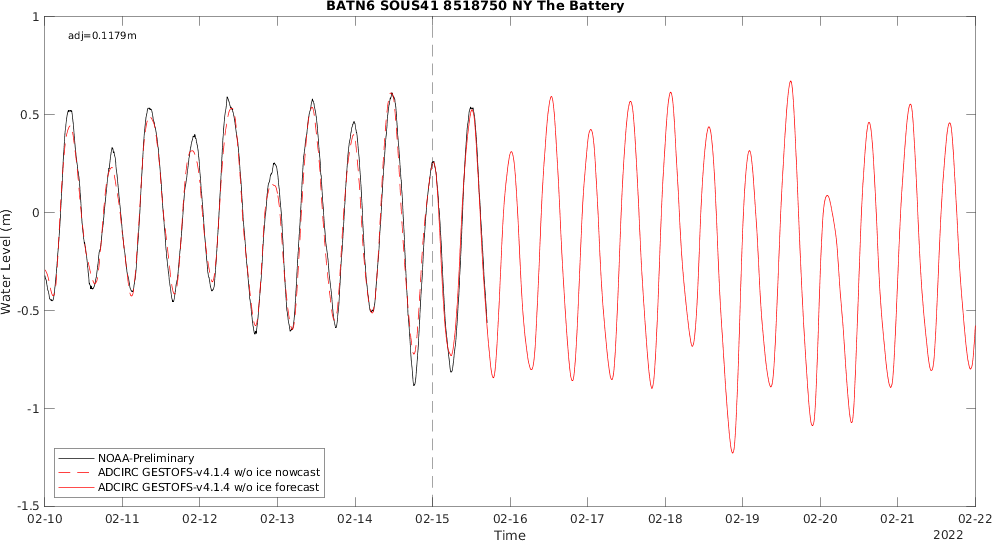 BATN6 SOUS41 8518750 NY The Battery
adj=0.1179m
1
0.5
0
-0.5
-1
-1.5
Water Level (m)
NOAA-Preliminary
ADCIRC GESTOFS-v4.1.4 w/o ice nowcast
ADCIRC GESTOFS-v4.1.4 w/o ice forecast
02-10 02-11 02-12 02-13 02-14 02-15 02-16 02-17 02-18 02-19 02-20 02-21 02-22
Time
2022